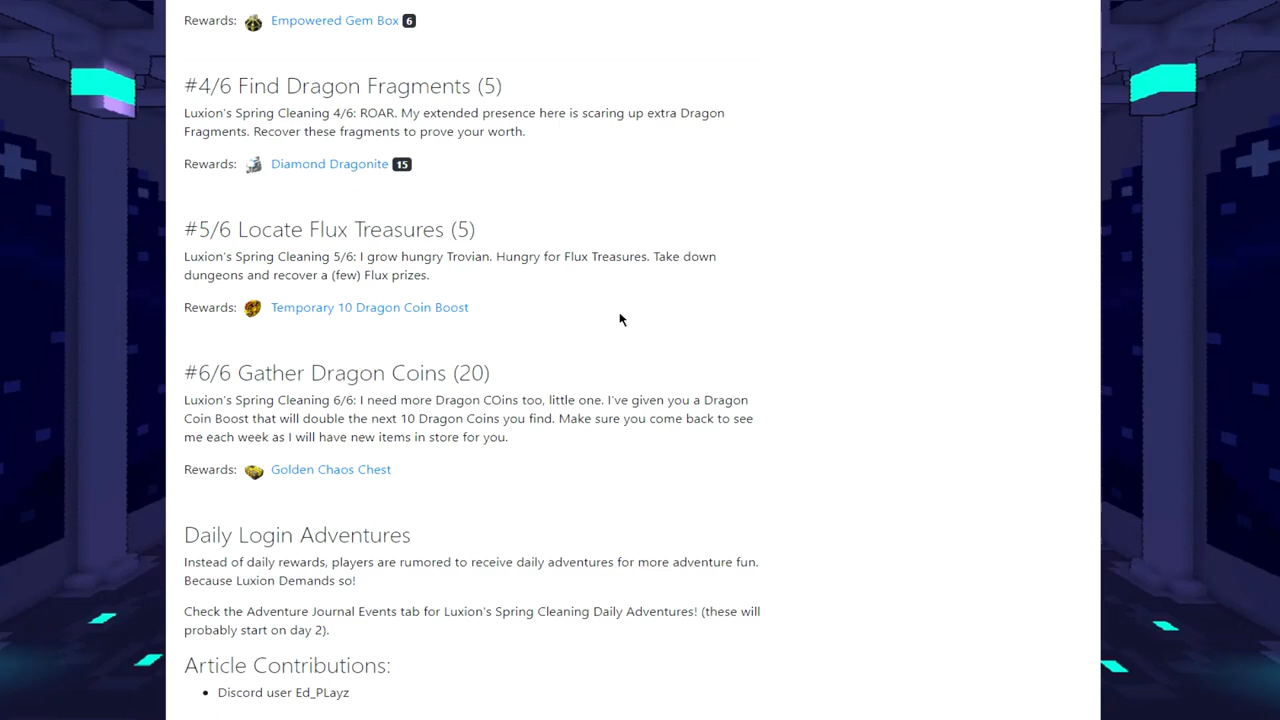 Rewards: Empowered Gem Box 6
#4/6 Find Dragon Fragments (5)
Luxion's Spring Cleaning 4/6: ROAR. My extended presence here is scaring up extra Dragon
Fragments. Recover these fragments to prove your worth.
Rewards: Diamond Dragonite 15
#5/6 Locate Flux Treasures (5)
Luxion's Spring Cleaning 5/6: I grow hungry Trovian. Hungry for Flux Treasures. Take down
dungeons and recover a (few) Flux prizes.
Rewards: Temporary 10 Dragon Coin Boost
#6/6 Gather Dragon Coins (20)
Luxion's Spring Cleaning 6/6: I need more Dragon COins too, little one. I've given you a Dragon
Coin Boost that will double the next 10 Dragon Coins you find. Make sure you come back to see
me each week as I will have new items in store for you.
Rewards: Golden Chaos Chest
Daily Login Adventures
Instead of daily rewards, players are rumored to receive daily adventures for more adventure fun.
Because Luxion Demands so!
Check the Adventure Journal Events tab for Luxion's Spring Cleaning Daily Adventures! (these will
probably start on day 2).
Article Contributions:
• Discord user Ed_PLayz